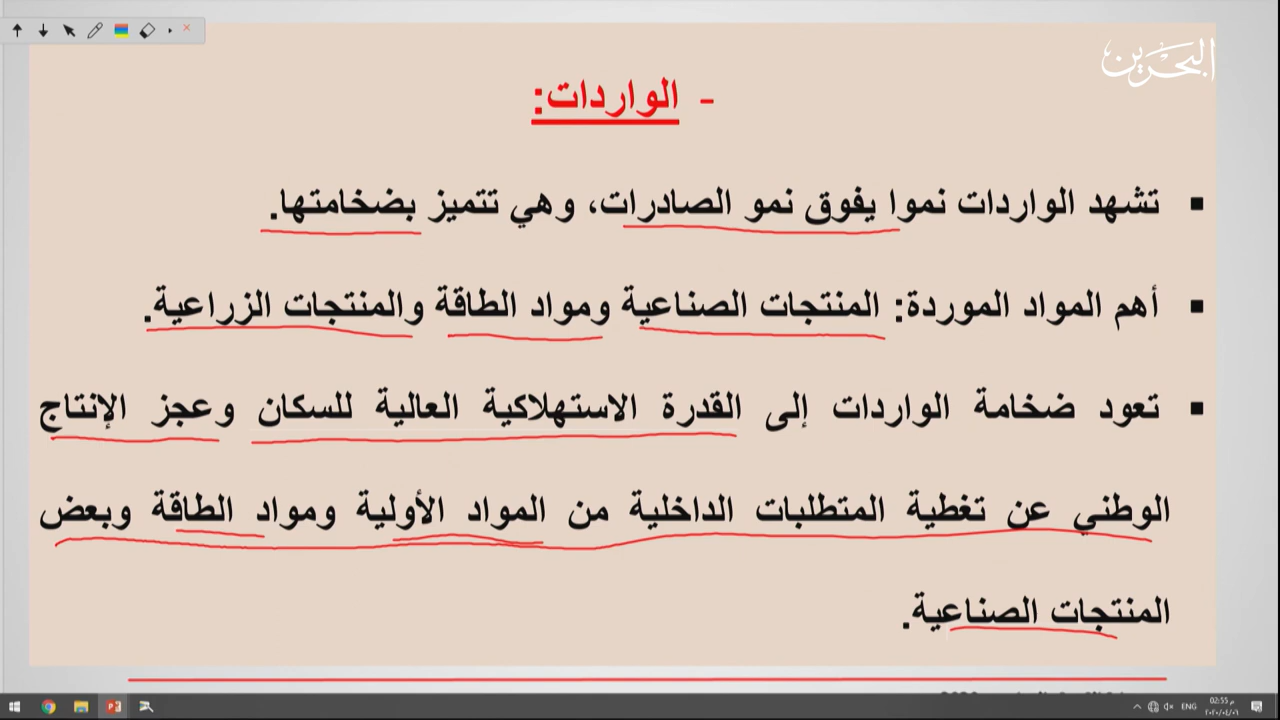 البحرين
- الواردات:
▪ تشهد الواردات نموا يفوق نمو الصادرات، وهي تتميز بضخامتها.
▪ أهم المواد الموردة: المنتجات الصناعية ومواد الطاقة والمنتجات الزراعية.
▪ تعود ضخامة الواردات إلى القدرة الاستهلاكية العالية للسكان وعجز الإنتاج
الوطني عن تغطية المتطلبات الداخلية من المواد الأولية ومواد الطاقة وبعض
المنتجات الصناعية.
ENG
02:55 م